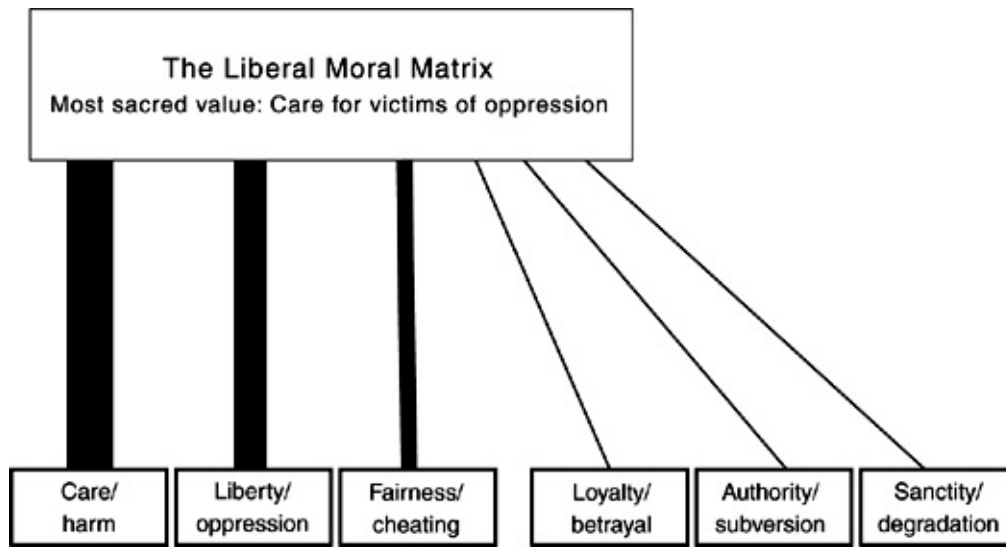 The Liberal Moral Matrix
Most sacred value: Care for victims of oppression
Care/
harm
Liberty/
oppression
Fairness/
cheating
Loyalty/
betrayal
Authority/
subversion
Sanctity/
degradation